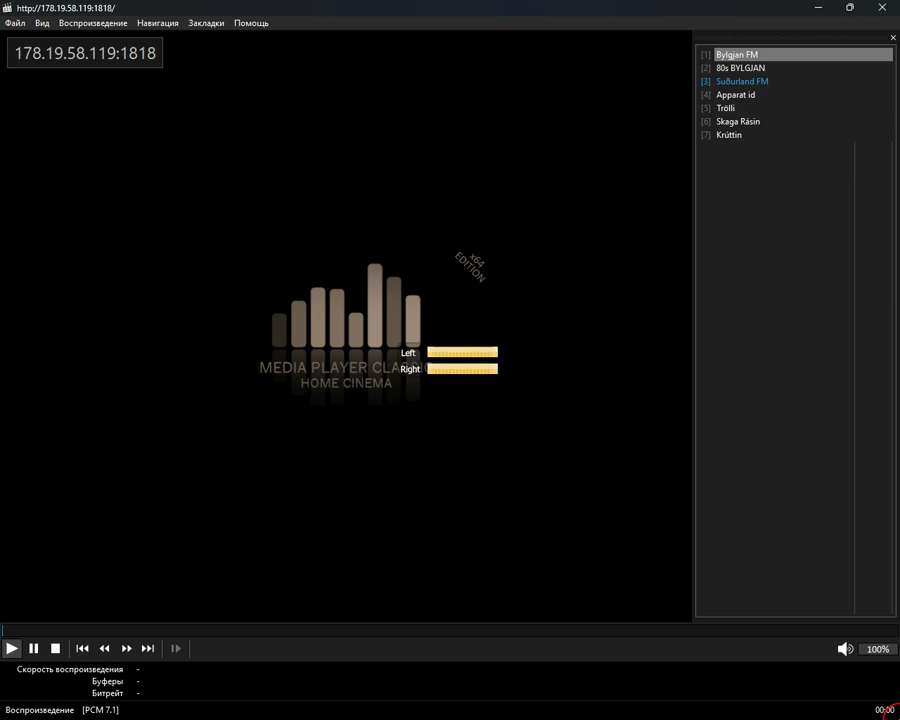 http://178.19.58.119:1818/
Файл Вид Воспроизведение Навигация Закладки Помощь
178.19.58.119:1818
[1] Bylgjan FM
[2] 80s BYLGJAN
[3] Suðurland FM
[4] Apparat id
[5] Trölli
[6] Skaga Rásin
[7] Krúttin
x64
EDITION
Left
MEDIA PLAYER CLASSIC
Right
HOME CINEMA
100%
Скорость воспроизведения -
Буферы -
Битрейт -
Воспроизведение [PCM 7.1] 00:00